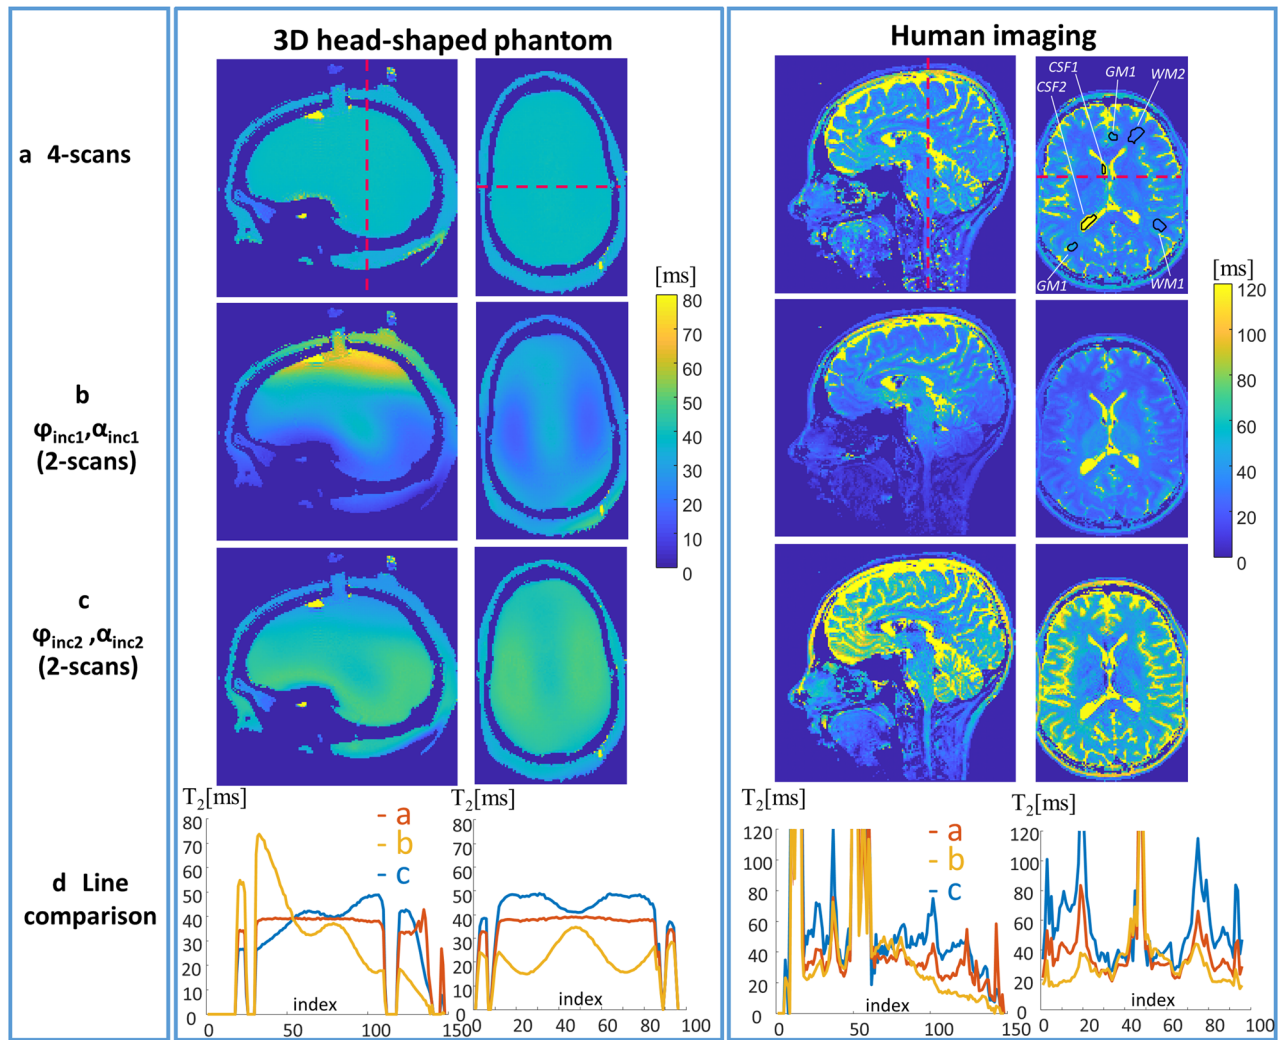 3D head-shaped phantom
Human imaging
a 4-scans
CSF1
GM1
WM2
CSF2
GM1
WM1
[ms]
80
70
60
50
40
30
20
10
0
[ms]
120
100
80
60
40
20
0
b
φinc1,αinc1
(2-scans)
c
φinc2 ,αinc2
(2-scans)
d Line
comparison
T2[ms]
80
70
60
50
40
30
20
10
0
0
50
100
150
index
- a
- b
- c
T2[ms]
80
70
60
50
40
30
20
10
0
0
20
40
60
80
100
index
T2[ms]
120
100
80
60
40
20
0
0
50
100
150
index
- a
- b
- c
T2[ms]
120
100
80
60
40
20
0
0
20
40
60
80
100
index